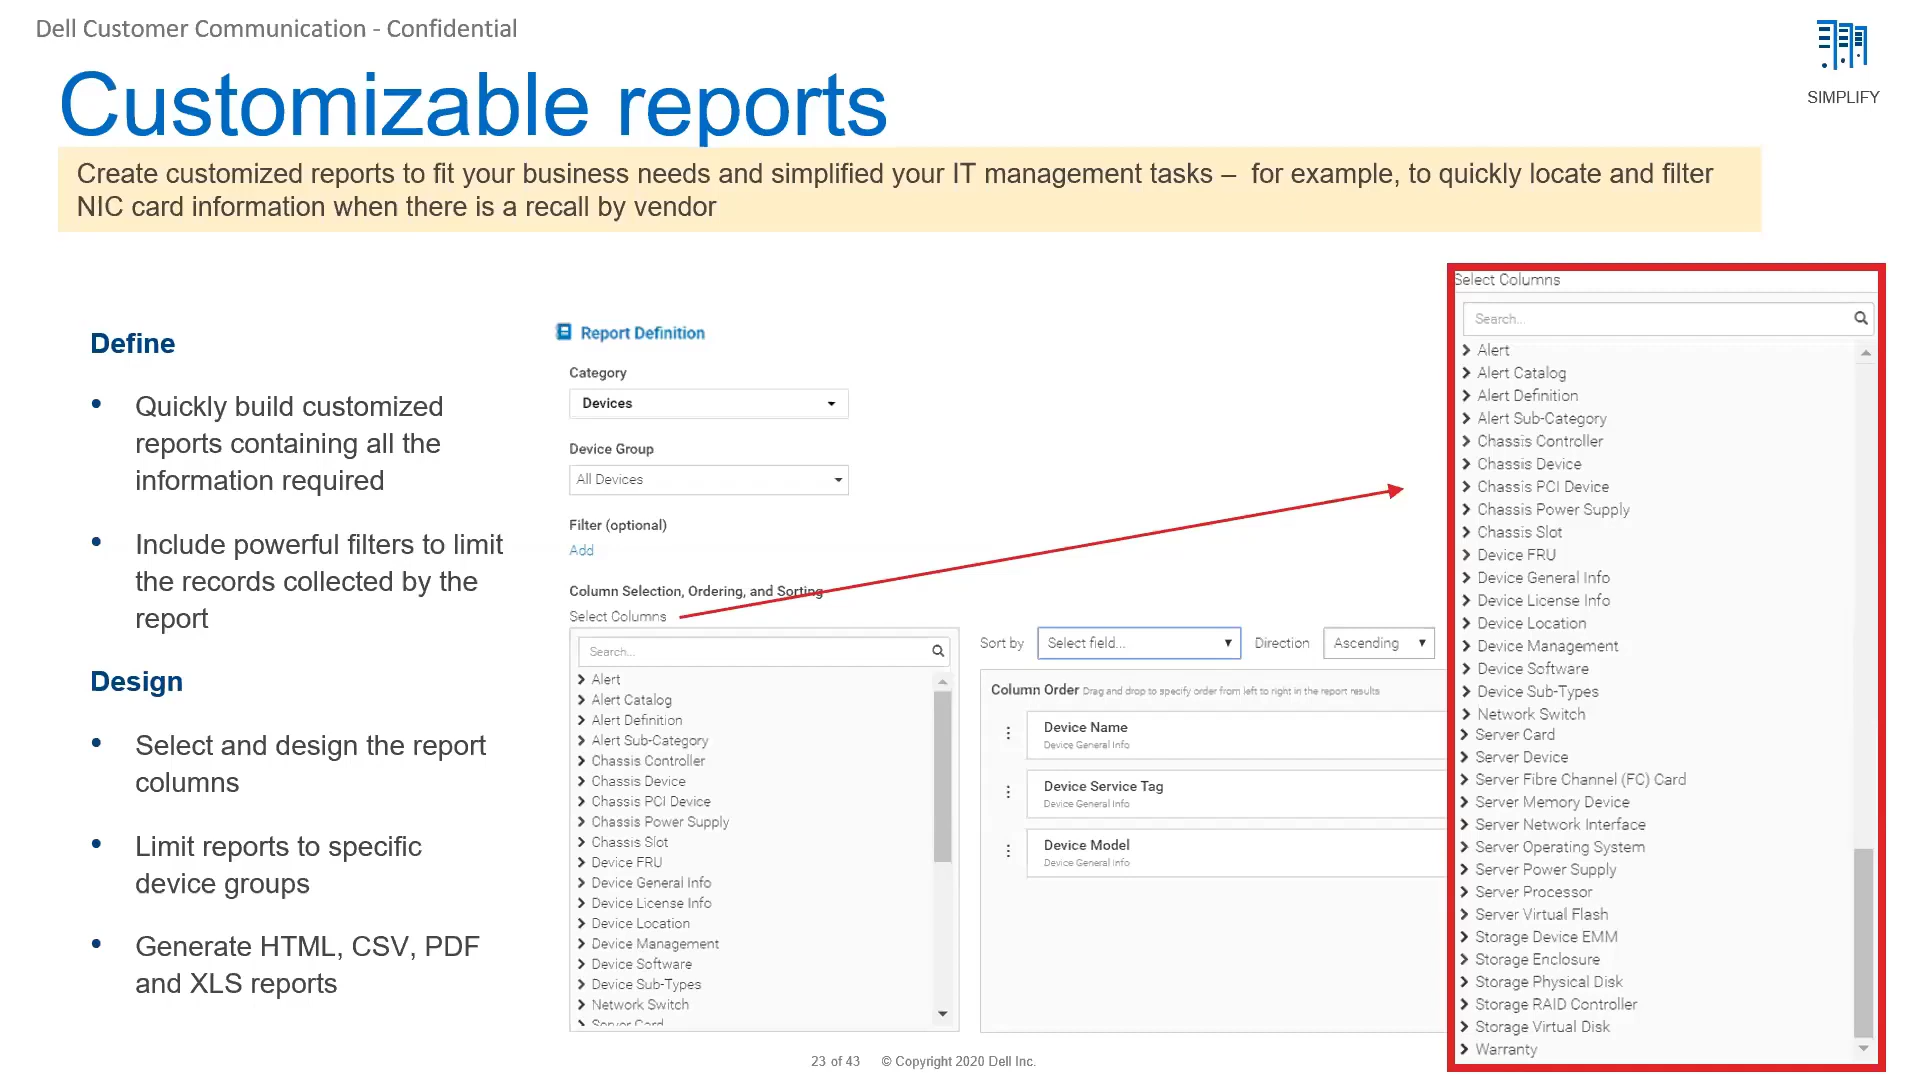 Dell Customer Communication - Confidential
SIMPLIFY
Customizable reports
Create customized reports to fit your business needs and simplified your IT management tasks – for example, to quickly locate and filter
NIC card information when there is a recall by vendor
Define
• Quickly build customized
reports containing all the
information required
• Include powerful filters to limit
the records collected by the
report
Design
• Select and design the report
columns
• Limit reports to specific
device groups
• Generate HTML, CSV, PDF
and XLS reports
Report Definition
Category
Devices
Device Group
All Devices
Filter (optional)
Add
Column Selection, Ordering, and Sorting
Select Columns
Search...
Alert
Alert Catalog
Alert Definition
Alert Sub-Category
Chassis Controller
Chassis Device
Chassis PCI Device
Chassis Power Supply
Chassis Slot
Device FRU
Device General Info
Device License Info
Device Location
Device Management
Device Software
Device Sub-Types
Network Switch
Server Card
Sort by Select field... Direction Ascending
Column Order Drag and drop to specify order from left to right in the report results
Device Name
Device General Info
Device Service Tag
Device General Info
Device Model
Device General Info
Select Columns
Search...
Alert
Alert Catalog
Alert Definition
Alert Sub-Category
Chassis Controller
Chassis Device
Chassis PCI Device
Chassis Power Supply
Chassis Slot
Device FRU
Device General Info
Device License Info
Device Location
Device Management
Device Software
Device Sub-Types
Network Switch
Server Card
Server Device
Server Fibre Channel (FC) Card
Server Memory Device
Server Network Interface
Server Operating System
Server Power Supply
Server Processor
Server Virtual Flash
Storage Device EMM
Storage Enclosure
Storage Physical Disk
Storage RAID Controller
Storage Virtual Disk
Warranty
23 of 43 © Copyright 2020 Dell Inc.